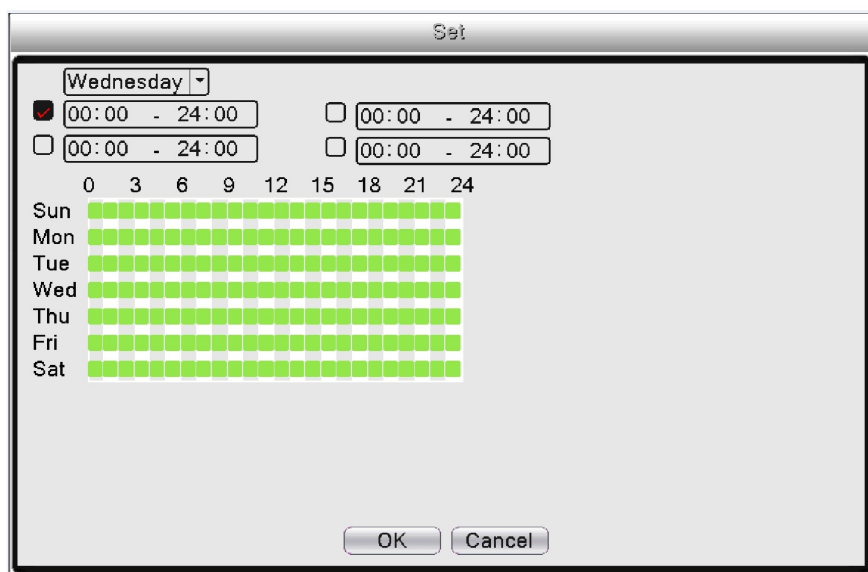 Set
Wednesday
00:00 - 24:00 00:00 - 24:00
00:00 - 24:00 00:00 - 24:00
0 3 6 9 12 15 18 21 24
Sun
Mon
Tue
Wed
Thu
Fri
Sat
OK Cancel